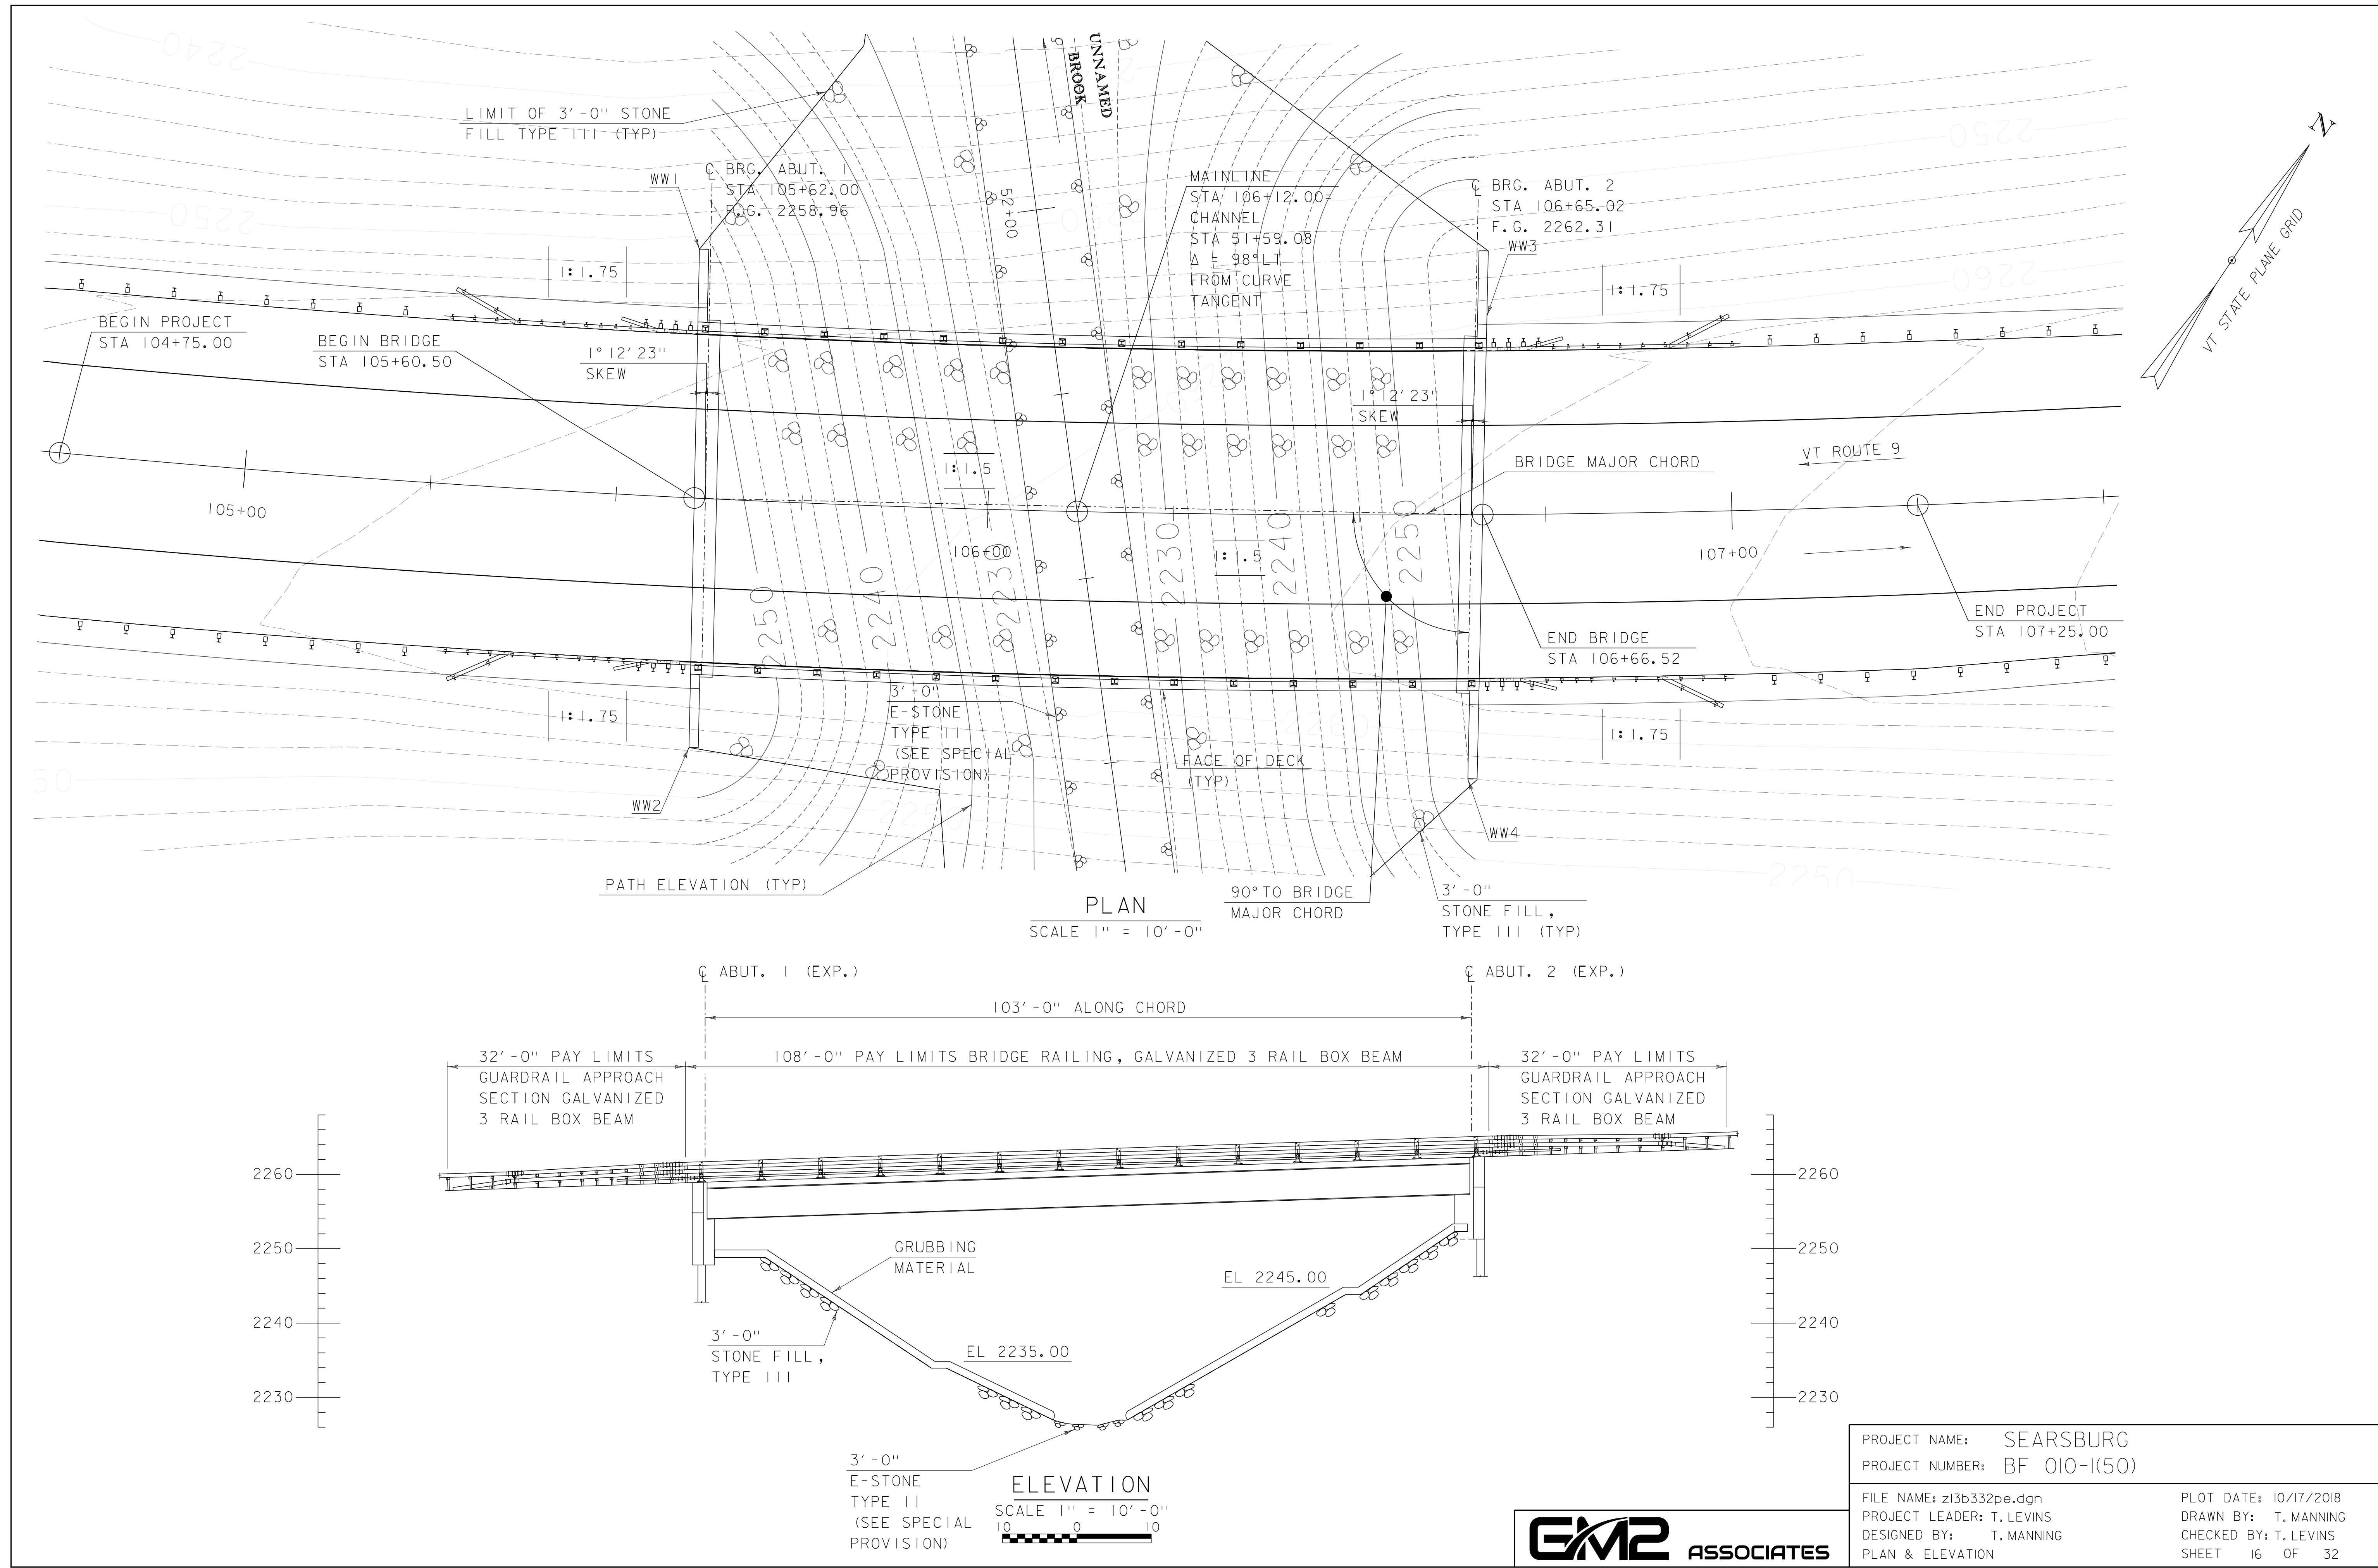 2240
UNNAMED
BROOK
LIMIT OF 3'-0" STONE
FILL TYPE III (TYP)
WW1
℄ BRG. ABUT. 1
STA 105+62.00
F.G. 2258.96
52+00
MAINLINE
STA 106+12.00=
CHANNEL
STA 51+59.08
Δ = 98° LT
FROM CURVE
TANGENT
℄ BRG. ABUT. 2
STA 106+65.02
F.G. 2262.31
WW3
2250
2250
2250
N
VT STATE PLANE GRID
1:1.75
1:1.75
BEGIN PROJECT
STA 104+75.00
BEGIN BRIDGE
STA 105+60.50
1°12'23"
SKEW
1°12'23"
SKEW
1:1.5
BRIDGE MAJOR CHORD
VT ROUTE 9
105+00
106+00
1:1.5
107+00
2250
2240
2230
2230
2240
2250
END BRIDGE
STA 106+66.52
END PROJECT
STA 107+25.00
1:1.75
3'-0"
E-STONE
TYPE II
(SEE SPECIAL
PROVISION)
FACE OF DECK
(TYP)
1:1.75
WW2
WW4
PATH ELEVATION (TYP)
2250
PLAN
SCALE 1" = 10'-0"
90° TO BRIDGE
MAJOR CHORD
3'-0"
STONE FILL,
TYPE III (TYP)
℄ ABUT. 1 (EXP.)
℄ ABUT. 2 (EXP.)
103'-0" ALONG CHORD
32'-0" PAY LIMITS
GUARDRAIL APPROACH
SECTION GALVANIZED
3 RAIL BOX BEAM
108'-0" PAY LIMITS BRIDGE RAILING, GALVANIZED 3 RAIL BOX BEAM
32'-0" PAY LIMITS
GUARDRAIL APPROACH
SECTION GALVANIZED
3 RAIL BOX BEAM
2260
2260
2250
2250
2240
2240
2230
2230
GRUBBING
MATERIAL
EL 2245.00
3'-0"
STONE FILL,
TYPE III
EL 2235.00
3'-0"
E-STONE
TYPE II
(SEE SPECIAL
PROVISION)
ELEVATION
SCALE 1" = 10'-0"
10 0 10
GM2 ASSOCIATES
PROJECT NAME: SEARSBURG
PROJECT NUMBER: BF 010-1(50)
FILE NAME: z13b332pe.dgn
PLOT DATE: 10/17/2018
PROJECT LEADER: T. LEVINS
DRAWN BY: T. MANNING
DESIGNED BY: T. MANNING
CHECKED BY: T. LEVINS
PLAN & ELEVATION
SHEET 16 OF 32